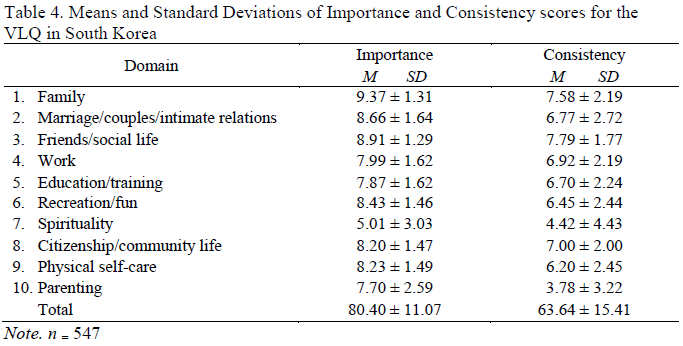 Table 4. Means and Standard Deviations of Importance and Consistency scores for the
VLQ in South Korea
Domain Importance Consistency
M SD M SD
1. Family 9.37 ± 1.31 7.58 ± 2.19
2. Marriage/couples/intimate relations 8.66 ± 1.64 6.77 ± 2.72
3. Friends/social life 8.91 ± 1.29 7.79 ± 1.77
4. Work 7.99 ± 1.62 6.92 ± 2.19
5. Education/training 7.87 ± 1.62 6.70 ± 2.24
6. Recreation/fun 8.43 ± 1.46 6.45 ± 2.44
7. Spirituality 5.01 ± 3.03 4.42 ± 4.43
8. Citizenship/community life 8.20 ± 1.47 7.00 ± 2.00
9. Physical self-care 8.23 ± 1.49 6.20 ± 2.45
10. Parenting 7.70 ± 2.59 3.78 ± 3.22
Total 80.40 ± 11.07 63.64 ± 15.41
Note. n = 547